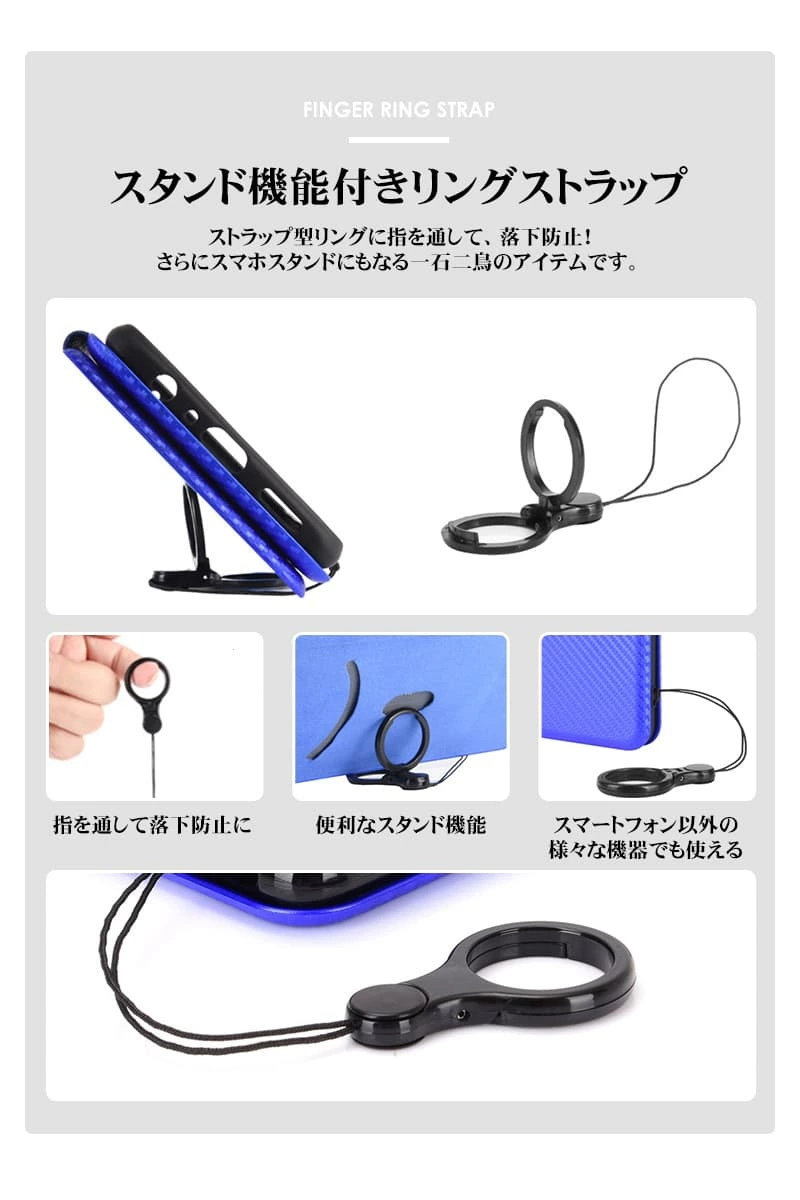 FINGER RING STRAP
スタンド機能付きリングストラップ
ストラップ型リングに指を通して、落下防止!
さらにスマホスタンドにもなる一石二鳥のアイテムです。
指を通して落下防止に
便利なスタンド機能
スマートフォン以外の
様々な機器でも使える